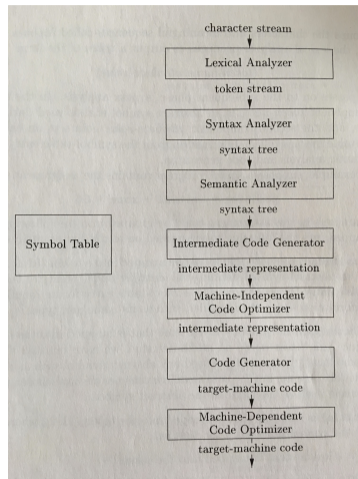 character stream
Lexical Analyzer
token stream
Syntax Analyzer
syntax tree
Semantic Analyzer
syntax tree
Symbol Table
Intermediate Code Generator
intermediate representation
Machine-Independent
Code Optimizer
intermediate representation
Code Generator
target-machine code
Machine-Dependent
Code Optimizer
target-machine code